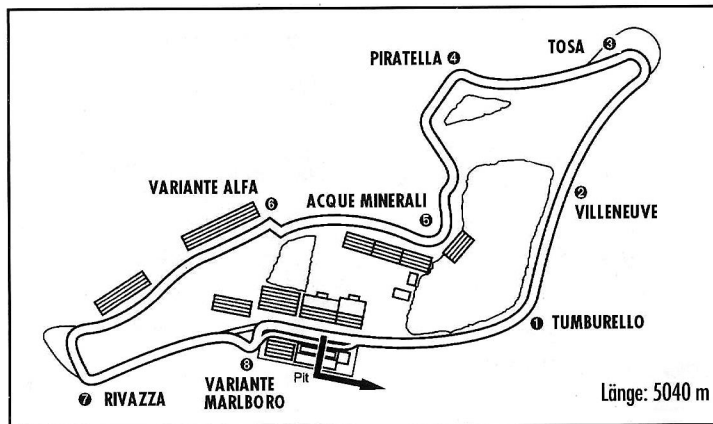 TOSA ❸
PIRATELLA ❹
VARIANTE ALFA
❻
ACQUE MINERALI
❺
❷
VILLENEUVE
❶ TUMBURELLO
❽
VARIANTE
MARLBORO
Pit
❼ RIVAZZA
Länge: 5040 m